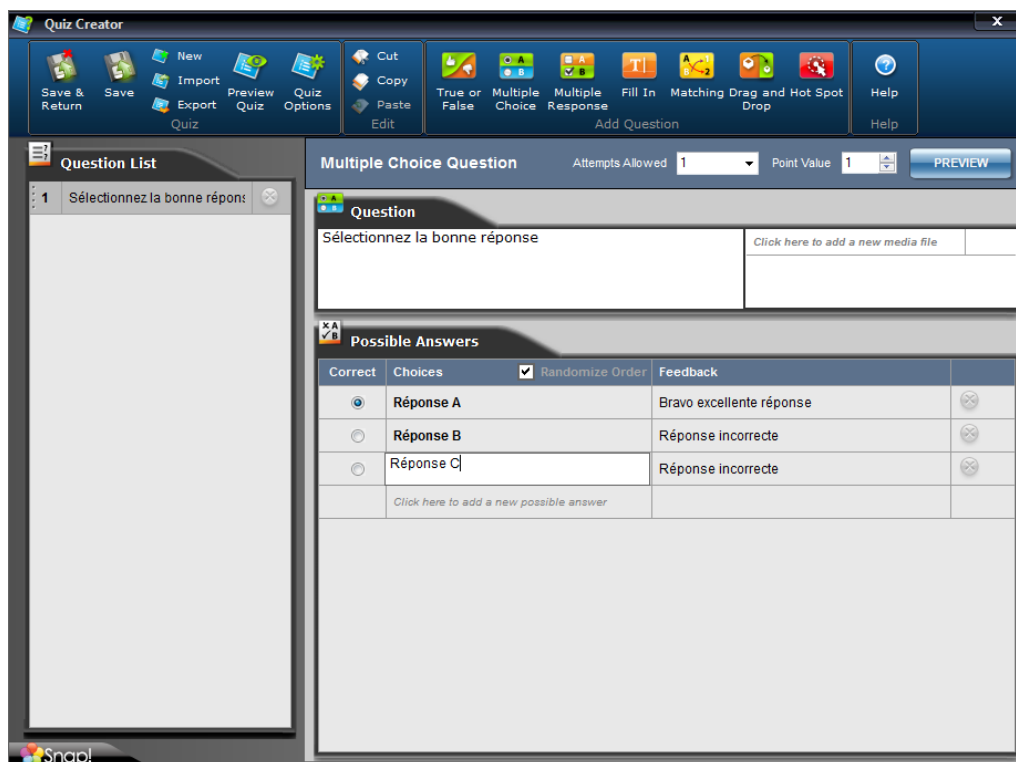 Quiz Creator
x
Save & Return
Save
New
Import
Export
Preview Quiz
Quiz Options
Quiz
Cut
Copy
Paste
Edit
True or False
Multiple Choice
Multiple Response
Fill In
Matching
Drag and Drop
Hot Spot
Add Question
Help
Help
Question List
1 Sélectionnez la bonne répons
Multiple Choice Question
Attempts Allowed 1
Point Value 1
PREVIEW
Question
Sélectionnez la bonne réponse
Click here to add a new media file
Possible Answers
Correct Choices Randomize Order Feedback
Réponse A Bravo excellente réponse
Réponse B Réponse incorrecte
Réponse C Réponse incorrecte
Click here to add a new possible answer
Snap!